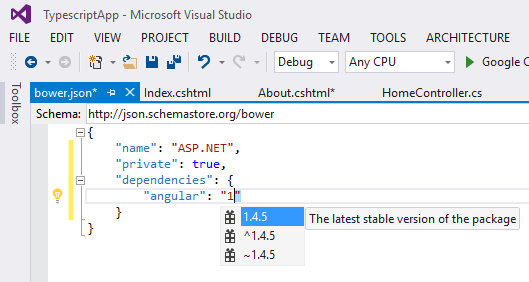 TypescriptApp - Microsoft Visual Studio
FILE EDIT VIEW PROJECT BUILD DEBUG TEAM TOOLS ARCHITECTURE
Debug Any CPU Google C
Toolbox
bower.json* Index.cshtml About.cshtml* HomeController.cs
Schema: http://json.schemastore.org/bower
{
"name": "ASP.NET",
"private": true,
"dependencies": {
"angular": "1"
}
}
1.4.5 The latest stable version of the package
^1.4.5
~1.4.5